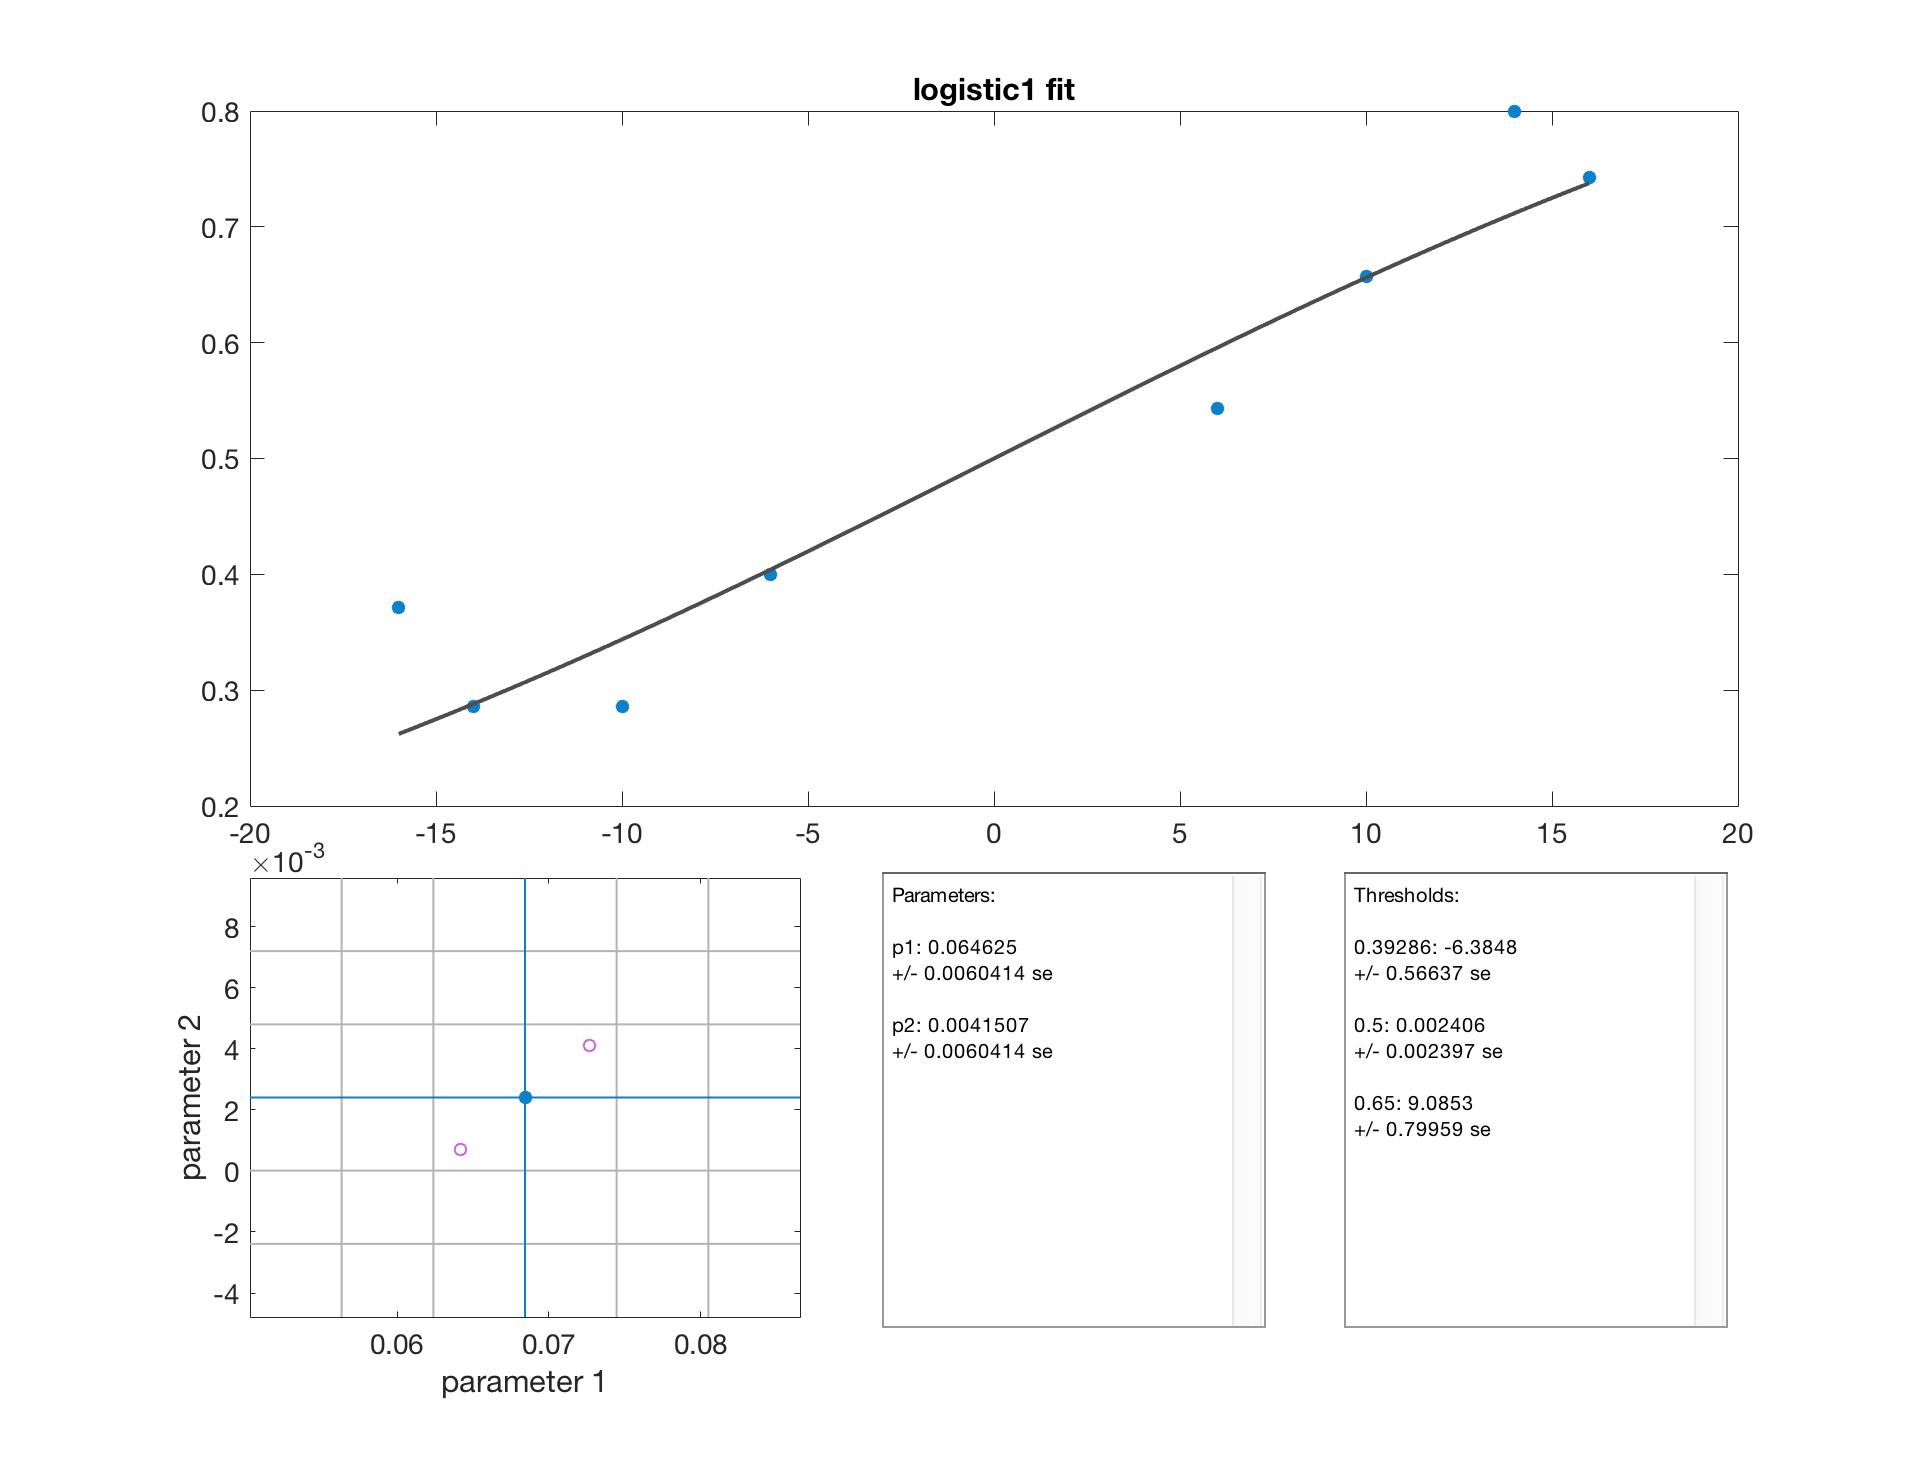 logistic1 fit
0.8
0.7
0.6
0.5
0.4
0.3
0.2
-20 -15 -10 -5 0 5 10 15 20
×10-3
8
6
4
2
0
-2
-4
parameter 2
0.06 0.07 0.08
parameter 1
Parameters:
p1: 0.064625
+/- 0.0060414 se
p2: 0.0041507
+/- 0.0060414 se
Thresholds:
0.39286: -6.3848
+/- 0.56637 se
0.5: 0.002406
+/- 0.002397 se
0.65: 9.0853
+/- 0.79959 se